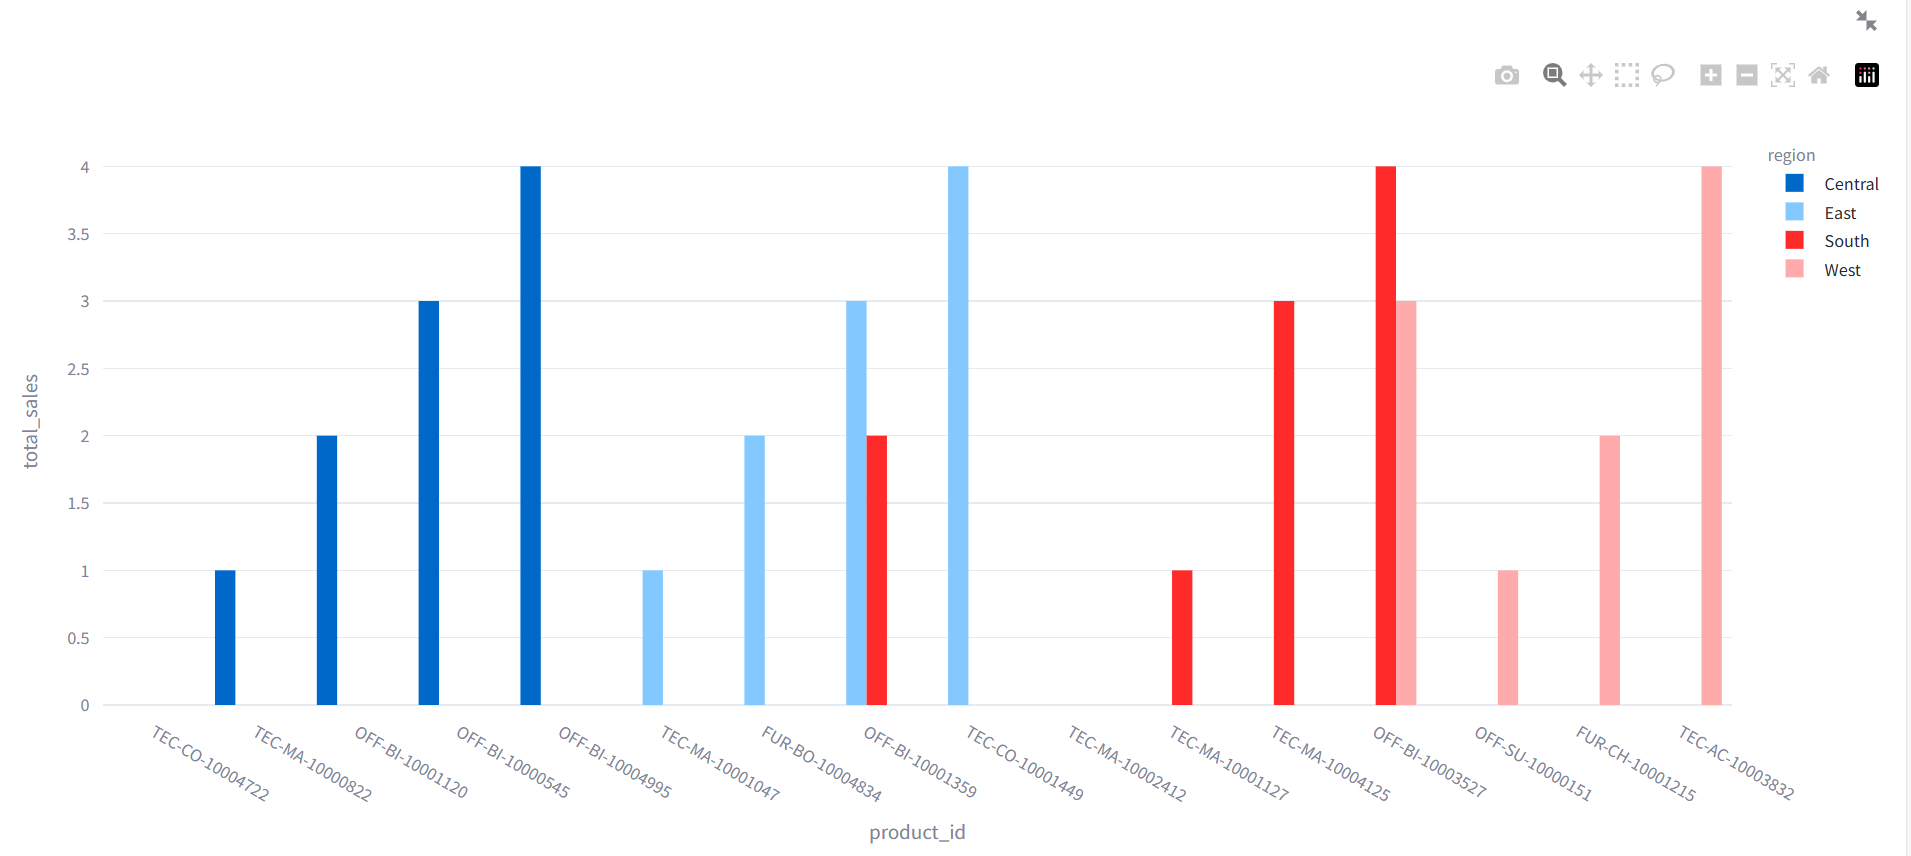 region
Central
East
South
West
4
3.5
3
2.5
2
1.5
1
0.5
0
total_sales
TEC-CO-10004722
TEC-MA-10000822
OFF-BI-10001120
OFF-BI-10000545
OFF-BI-10004995
TEC-MA-10001047
FUR-BO-10004834
OFF-BI-10001359
TEC-CO-10001449
TEC-MA-10002412
TEC-MA-10001127
TEC-MA-10004125
OFF-BI-10003527
OFF-SU-10000151
FUR-CH-10001215
TEC-AC-10003832
product_id